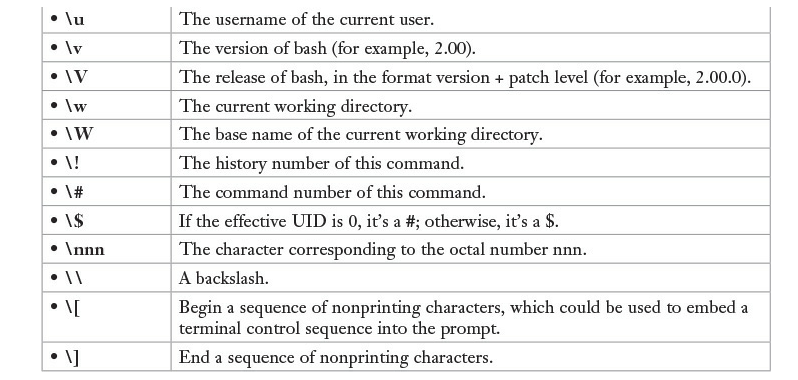 • \u The username of the current user.
• \v The version of bash (for example, 2.00).
• \V The release of bash, in the format version + patch level (for example, 2.00.0).
• \w The current working directory.
• \W The base name of the current working directory.
• \! The history number of this command.
• \# The command number of this command.
• \$ If the effective UID is 0, it’s a #; otherwise, it’s a $.
• \nnn The character corresponding to the octal number nnn.
• \\ A backslash.
• \[ Begin a sequence of nonprinting characters, which could be used to embed a
terminal control sequence into the prompt.
• \] End a sequence of nonprinting characters.